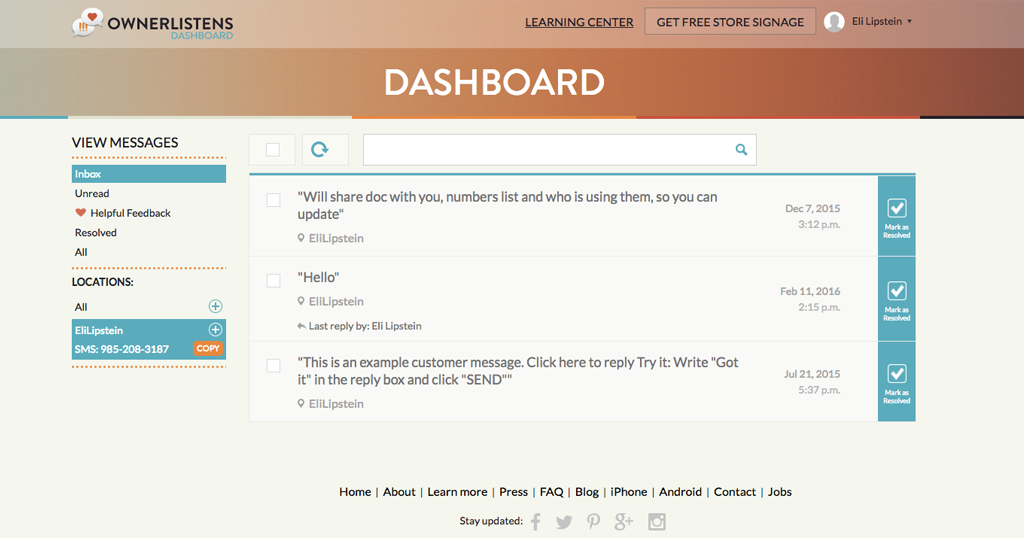 OWNERLISTENS
DASHBOARD
LEARNING CENTER
GET FREE STORE SIGNAGE
Eli Lipstein
DASHBOARD
VIEW MESSAGES
Inbox
Unread
Helpful Feedback
Resolved
All
LOCATIONS:
All
EliLipstein
SMS: 985-208-3187
COPY
"Will share doc with you, numbers list and who is using them, so you can
update"
EliLipstein
Dec 7, 2015
3:12 p.m.
Mark as
Resolved
"Hello"
EliLipstein
Last reply by: Eli Lipstein
Feb 11, 2016
2:15 p.m.
Mark as
Resolved
"This is an example customer message. Click here to reply Try it: Write "Got
it" in the reply box and click "SEND""
EliLipstein
Jul 21, 2015
5:37 p.m.
Mark as
Resolved
Home | About | Learn more | Press | FAQ | Blog | iPhone | Android | Contact | Jobs
Stay updated: